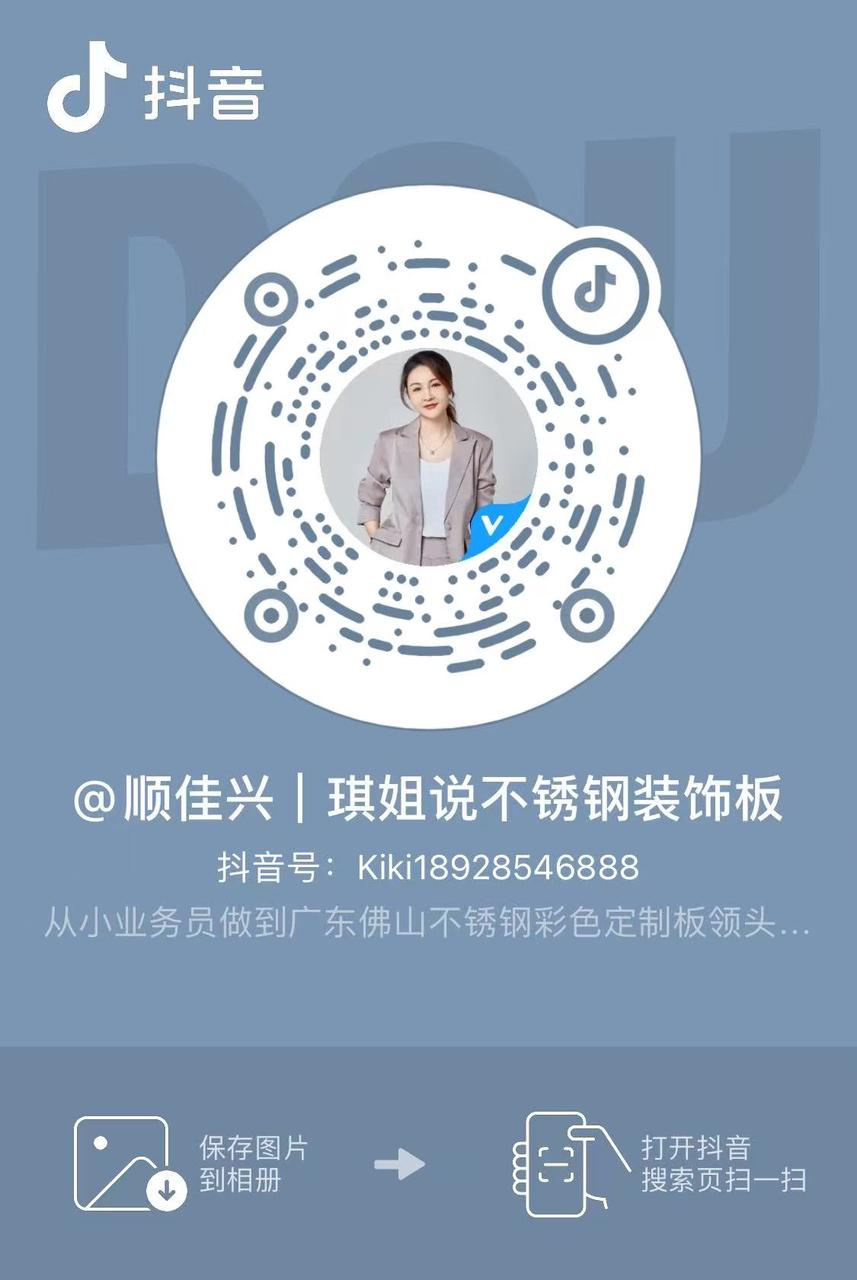 抖音
DOU
@顺佳兴｜琪姐说不锈钢装饰板
抖音号：Kiki18928546888
从小业务员做到广东佛山不锈钢彩色定制板领头...
保存图片
到相册
打开抖音
搜索页扫一扫